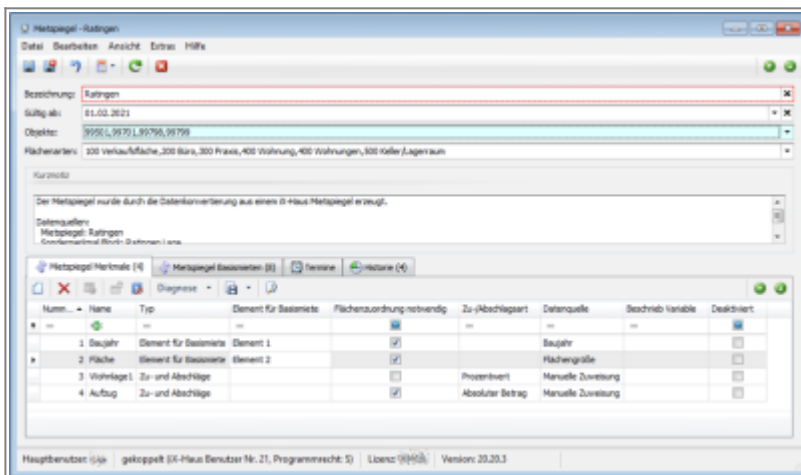 Mietspiegel - Ratingen
Datei Bearbeiten Ansicht Extras Hilfe
Bezeichnung: Ratingen
Gültig ab: 01.02.2021
Objekte: 99501,99701,99798,99799
Flächenarten: 100 Verkaufsfläche,200 Büro,300 Praxis,400 Wohnung,400 Wohnungen,500 Keller/Lagerraum
Kurznotiz
Der Mietspiegel wurde durch die Datenkonvertierung aus einem iX-Haus Mietspiegel erzeugt.
Datenquellen:
Mietspiegel: Ratingen
Sondermerkmal Block: Ratingen Lage
Mietspiegel Merkmale (4) Mietspiegel Basismieten (8) Termine Historie (4)
Diagnose
Numm... Name Typ Element für Basismiete Flächenzuordnung notwendig Zu-/Abschlagsart Datenquelle Beschrieb Variable Deaktiviert
1 Baujahr Element für Basismiete Element 1 Baujahr
2 Fläche Element für Basismiete Element 2 Flächengröße
3 Wohnlage1 Zu- und Abschläge Prozentwert Manuelle Zuweisung
4 Aufzug Zu- und Abschläge Absoluter Betrag Manuelle Zuweisung
Hauptbenutzer: gekoppelt (iX-Haus Benutzer Nr. 21, Programmrecht: 5) Lizenz: Version: 20.20.3